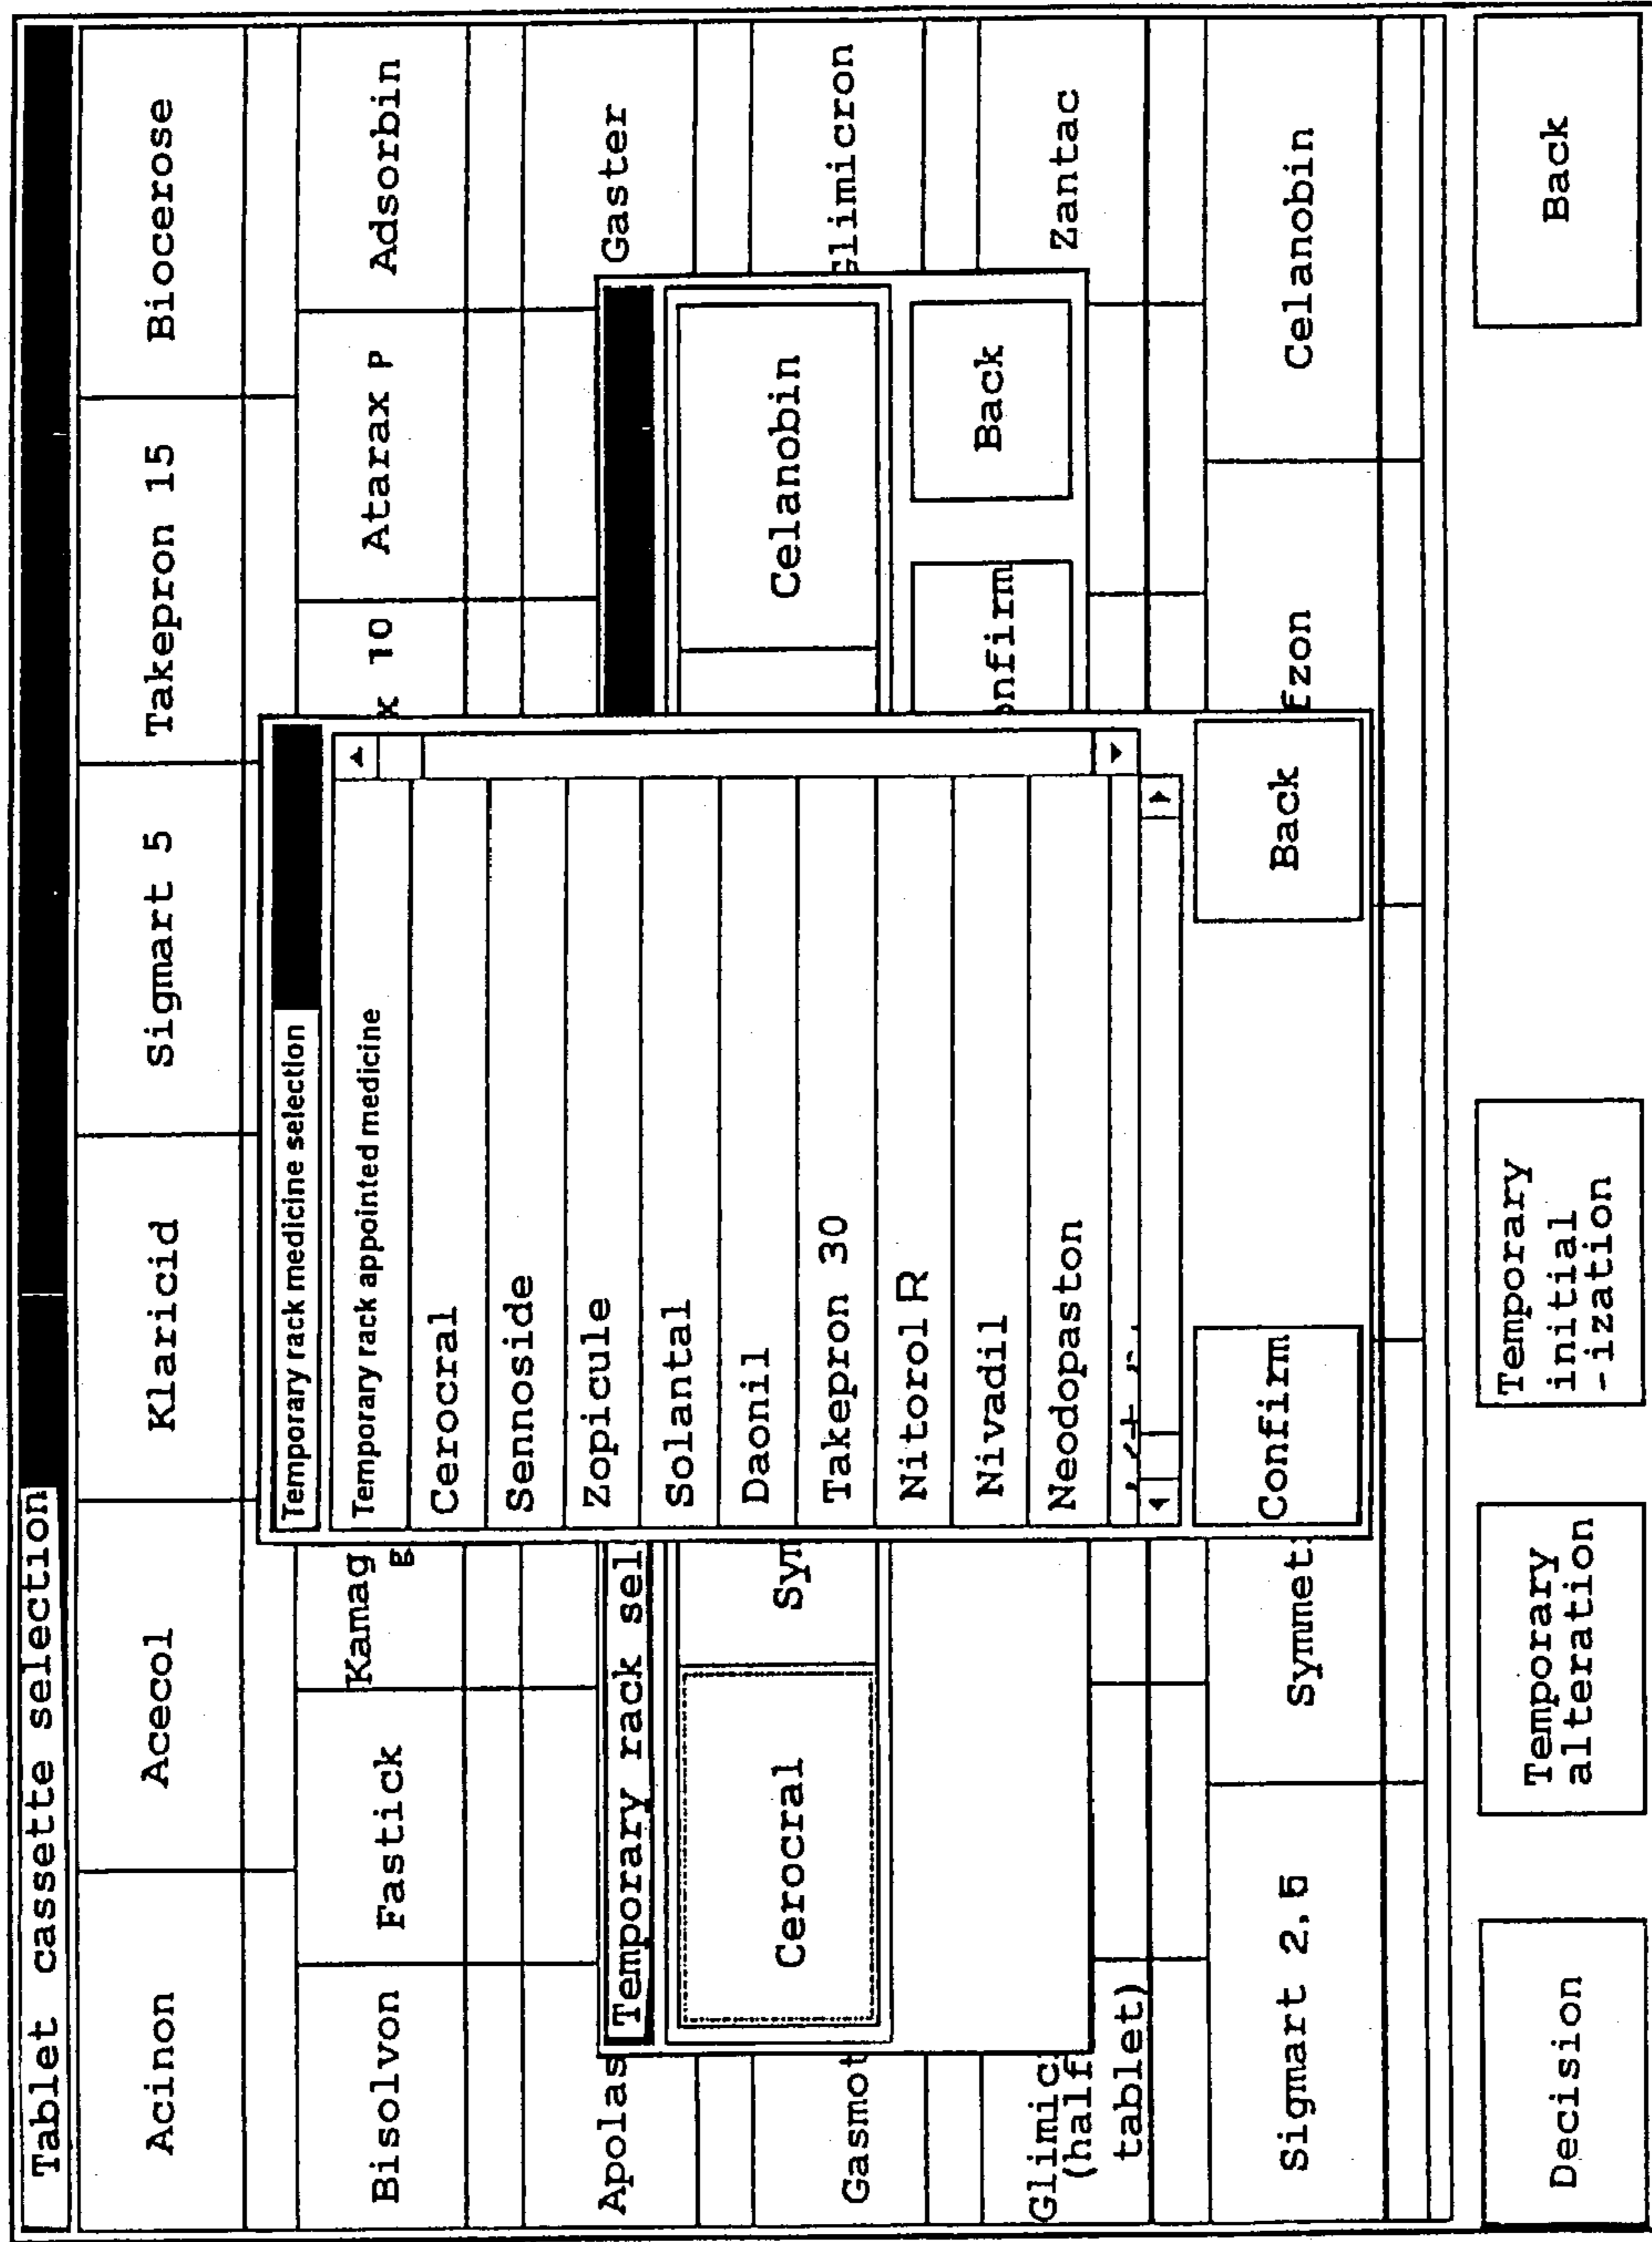 Tablet cassette selection
Acinon
Acecol
Klaricid
Sigmart 5
Takepron 15
Biocerose
Bisolvon
Fastick
Kamag
g
x 10
Atarax P
Adsorbin
Apolas
Gaster
Gasmot
Glimicron
Glimic
(half
tablet)
Zantac
Sigmart 2.5
Symmet
fzon
Celanobin
Temporary rack sel
Cerocral
Sym
Celanobin
onfirm
Back
Temporary rack medicine selection
Temporary rack appointed medicine
Cerocral
Sennoside
Zopicule
Solantal
Daonil
Takepron 30
Nitorol R
Nivadil
Neodopaston
Confirm
Back
Decision
Temporary
alteration
Temporary
initial
-ization
Back